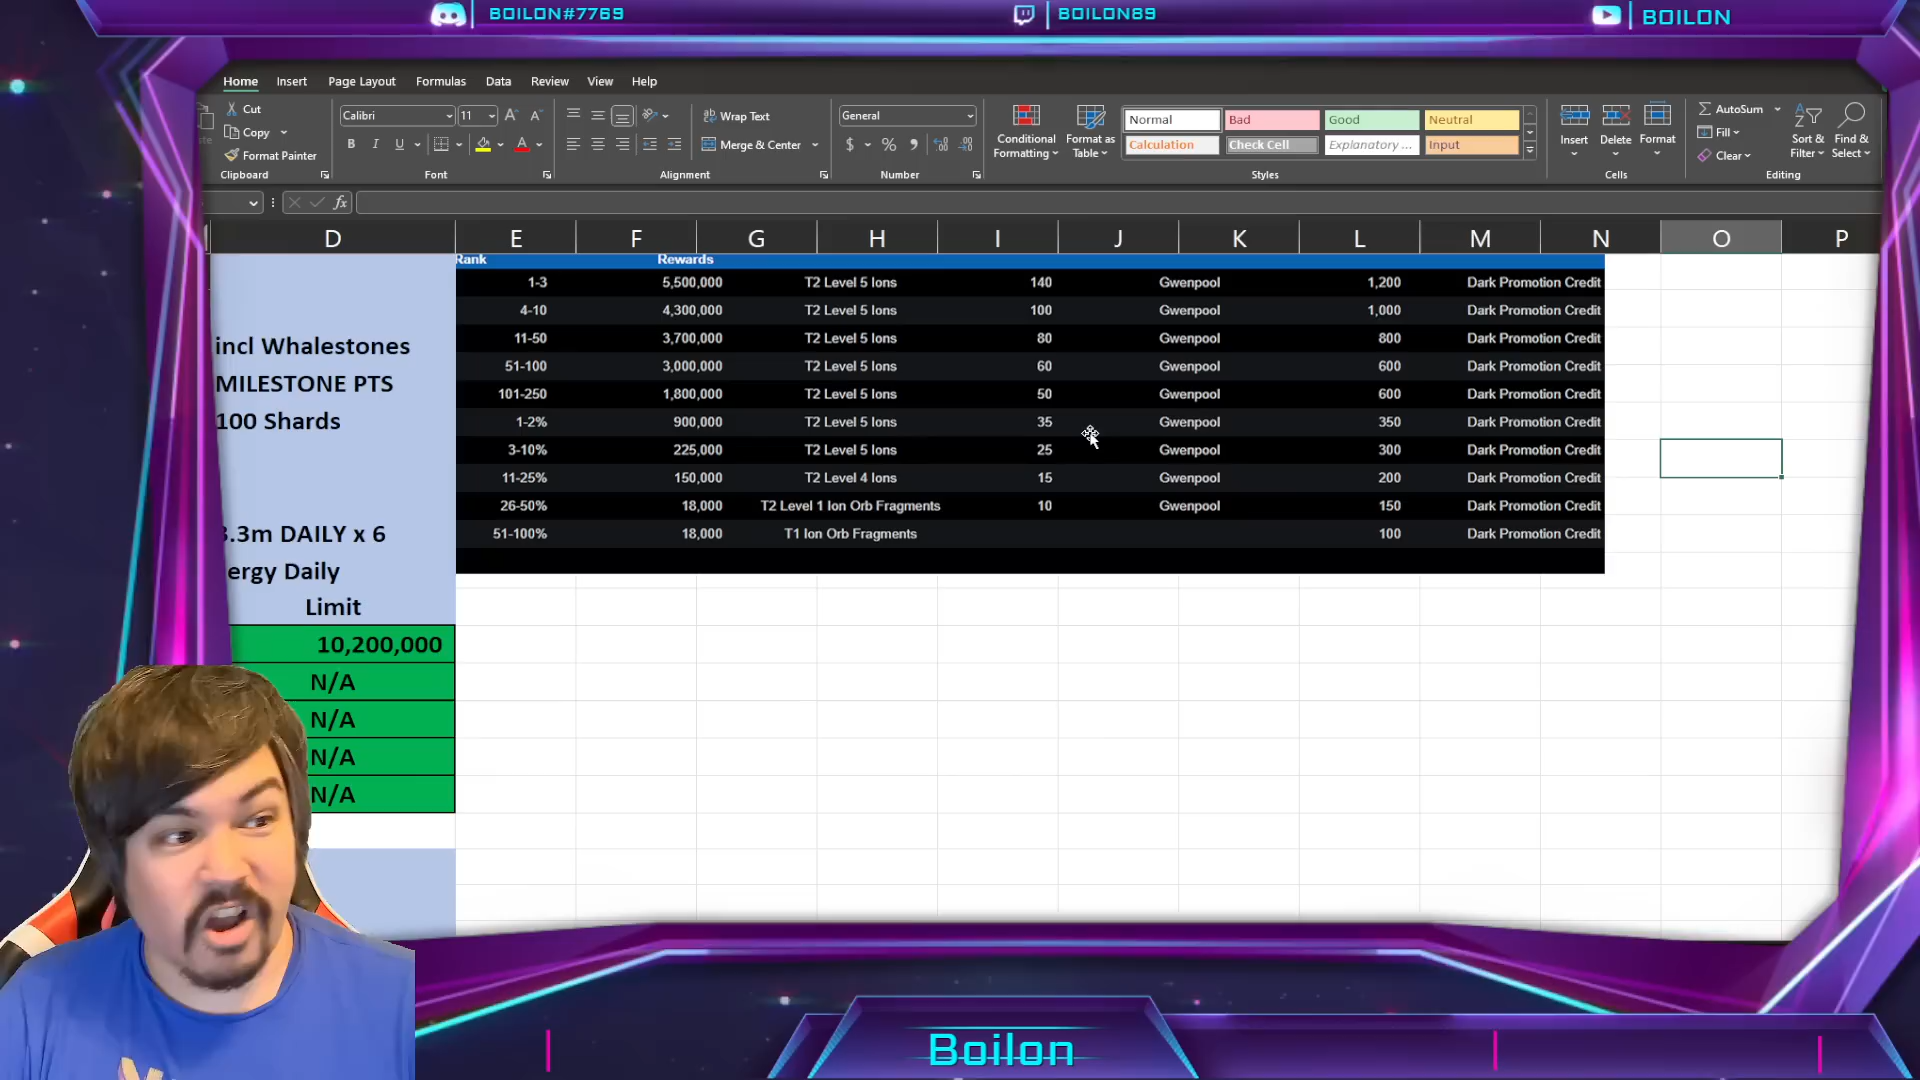 BOILON#7769
BOILON89
BOILON
Home Insert Page Layout Formulas Data Review View Help
Cut
Copy
Format Painter
Clipboard
Calibri 11
B I U
Font
Wrap Text
Merge & Center
Alignment
General
$ % ,
Number
Conditional Formatting
Format as Table
Normal Bad Good Neutral
Calculation Check Cell Explanatory ... Input
Styles
Insert Delete Format
Cells
AutoSum
Fill
Clear
Sort & Filter
Find & Select
Editing
fx
D E F G H I J K L M N O P
Rank Rewards
1-3 5,500,000 T2 Level 5 Ions 140 Gwenpool 1,200 Dark Promotion Credit
4-10 4,300,000 T2 Level 5 Ions 100 Gwenpool 1,000 Dark Promotion Credit
11-50 3,700,000 T2 Level 5 Ions 80 Gwenpool 800 Dark Promotion Credit
51-100 3,000,000 T2 Level 5 Ions 60 Gwenpool 600 Dark Promotion Credit
101-250 1,800,000 T2 Level 5 Ions 50 Gwenpool 600 Dark Promotion Credit
1-2% 900,000 T2 Level 5 Ions 35 Gwenpool 350 Dark Promotion Credit
3-10% 225,000 T2 Level 5 Ions 25 Gwenpool 300 Dark Promotion Credit
11-25% 150,000 T2 Level 4 Ions 15 Gwenpool 200 Dark Promotion Credit
26-50% 18,000 T2 Level 1 Ion Orb Fragments 10 Gwenpool 150 Dark Promotion Credit
51-100% 18,000 T1 Ion Orb Fragments 100 Dark Promotion Credit
incl Whalestones
MILESTONE PTS
100 Shards
.3m DAILY x 6
ergy Daily
Limit
10,200,000
N/A
N/A
N/A
N/A
Boilon